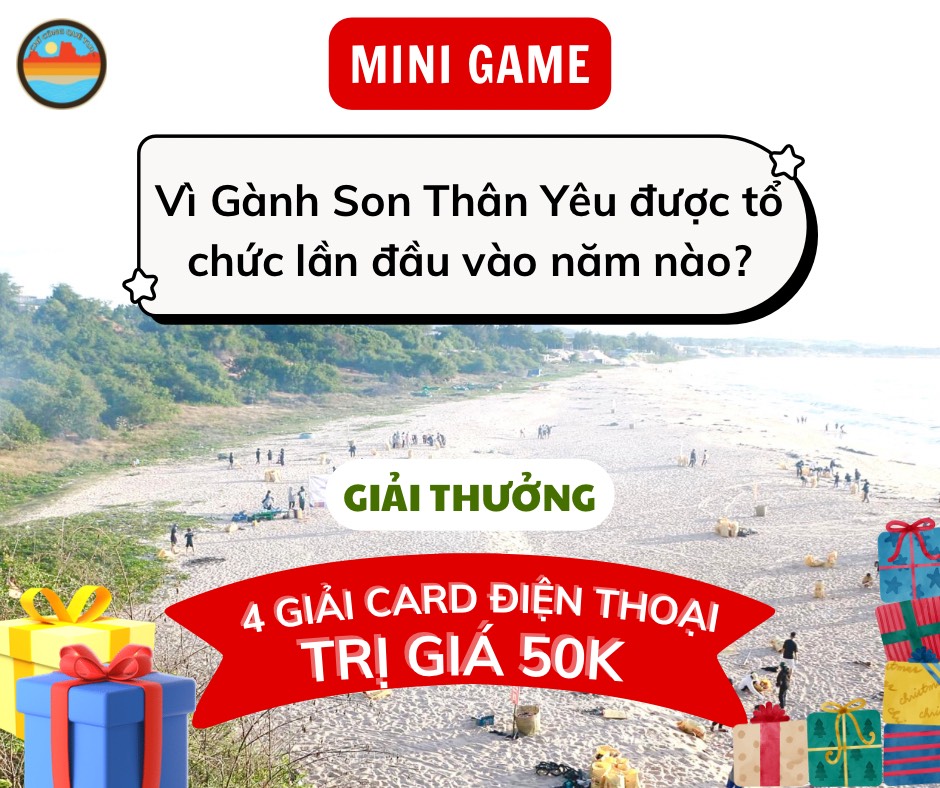 MINI GAME
Vì Gành Son Thân Yêu được tổ
chức lần đầu vào năm nào?
GIẢI THƯỞNG
4 GIẢI CARD ĐIỆN THOẠI
TRỊ GIÁ 50K